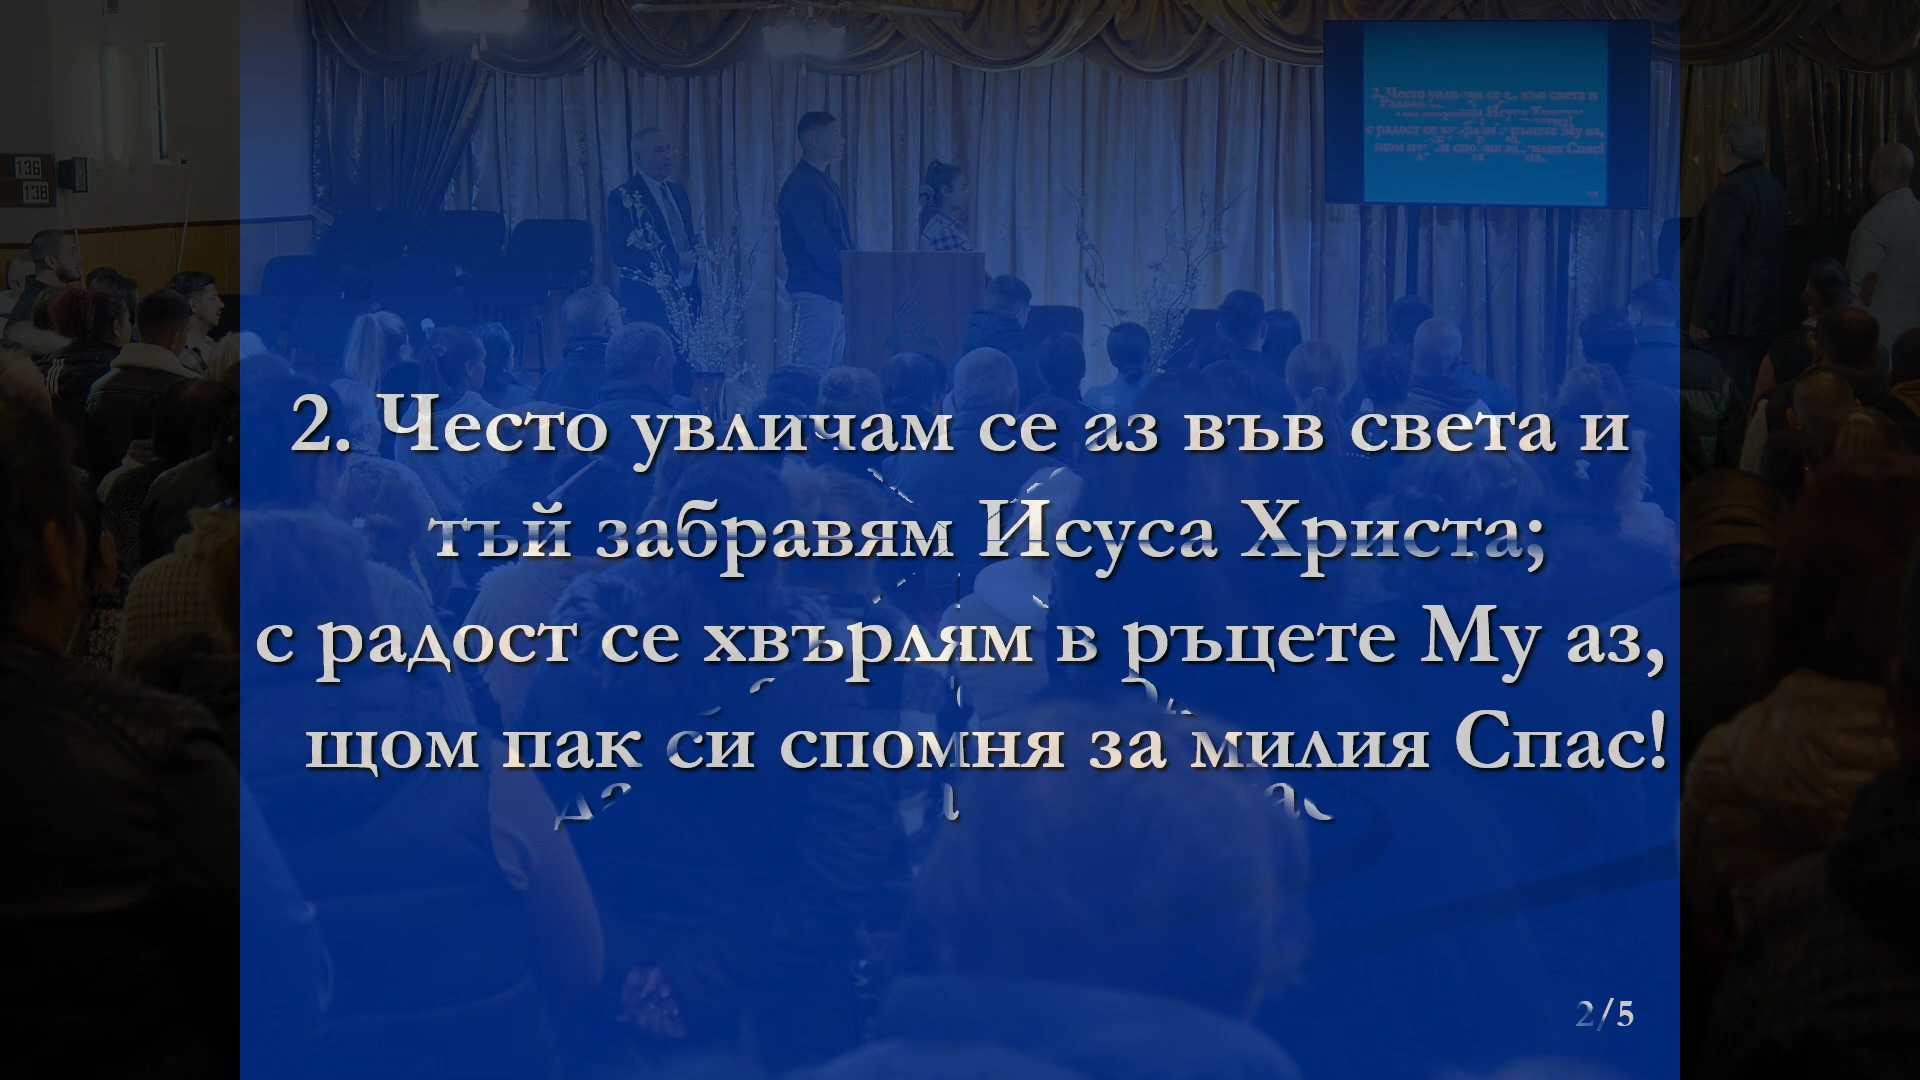 2. Често увличам се аз във света и
тъй забравям Исуса Христа;
с радост се хвърлям в ръцете Му аз,
щом пак си спомня за милия Спас!
2/5
136
138